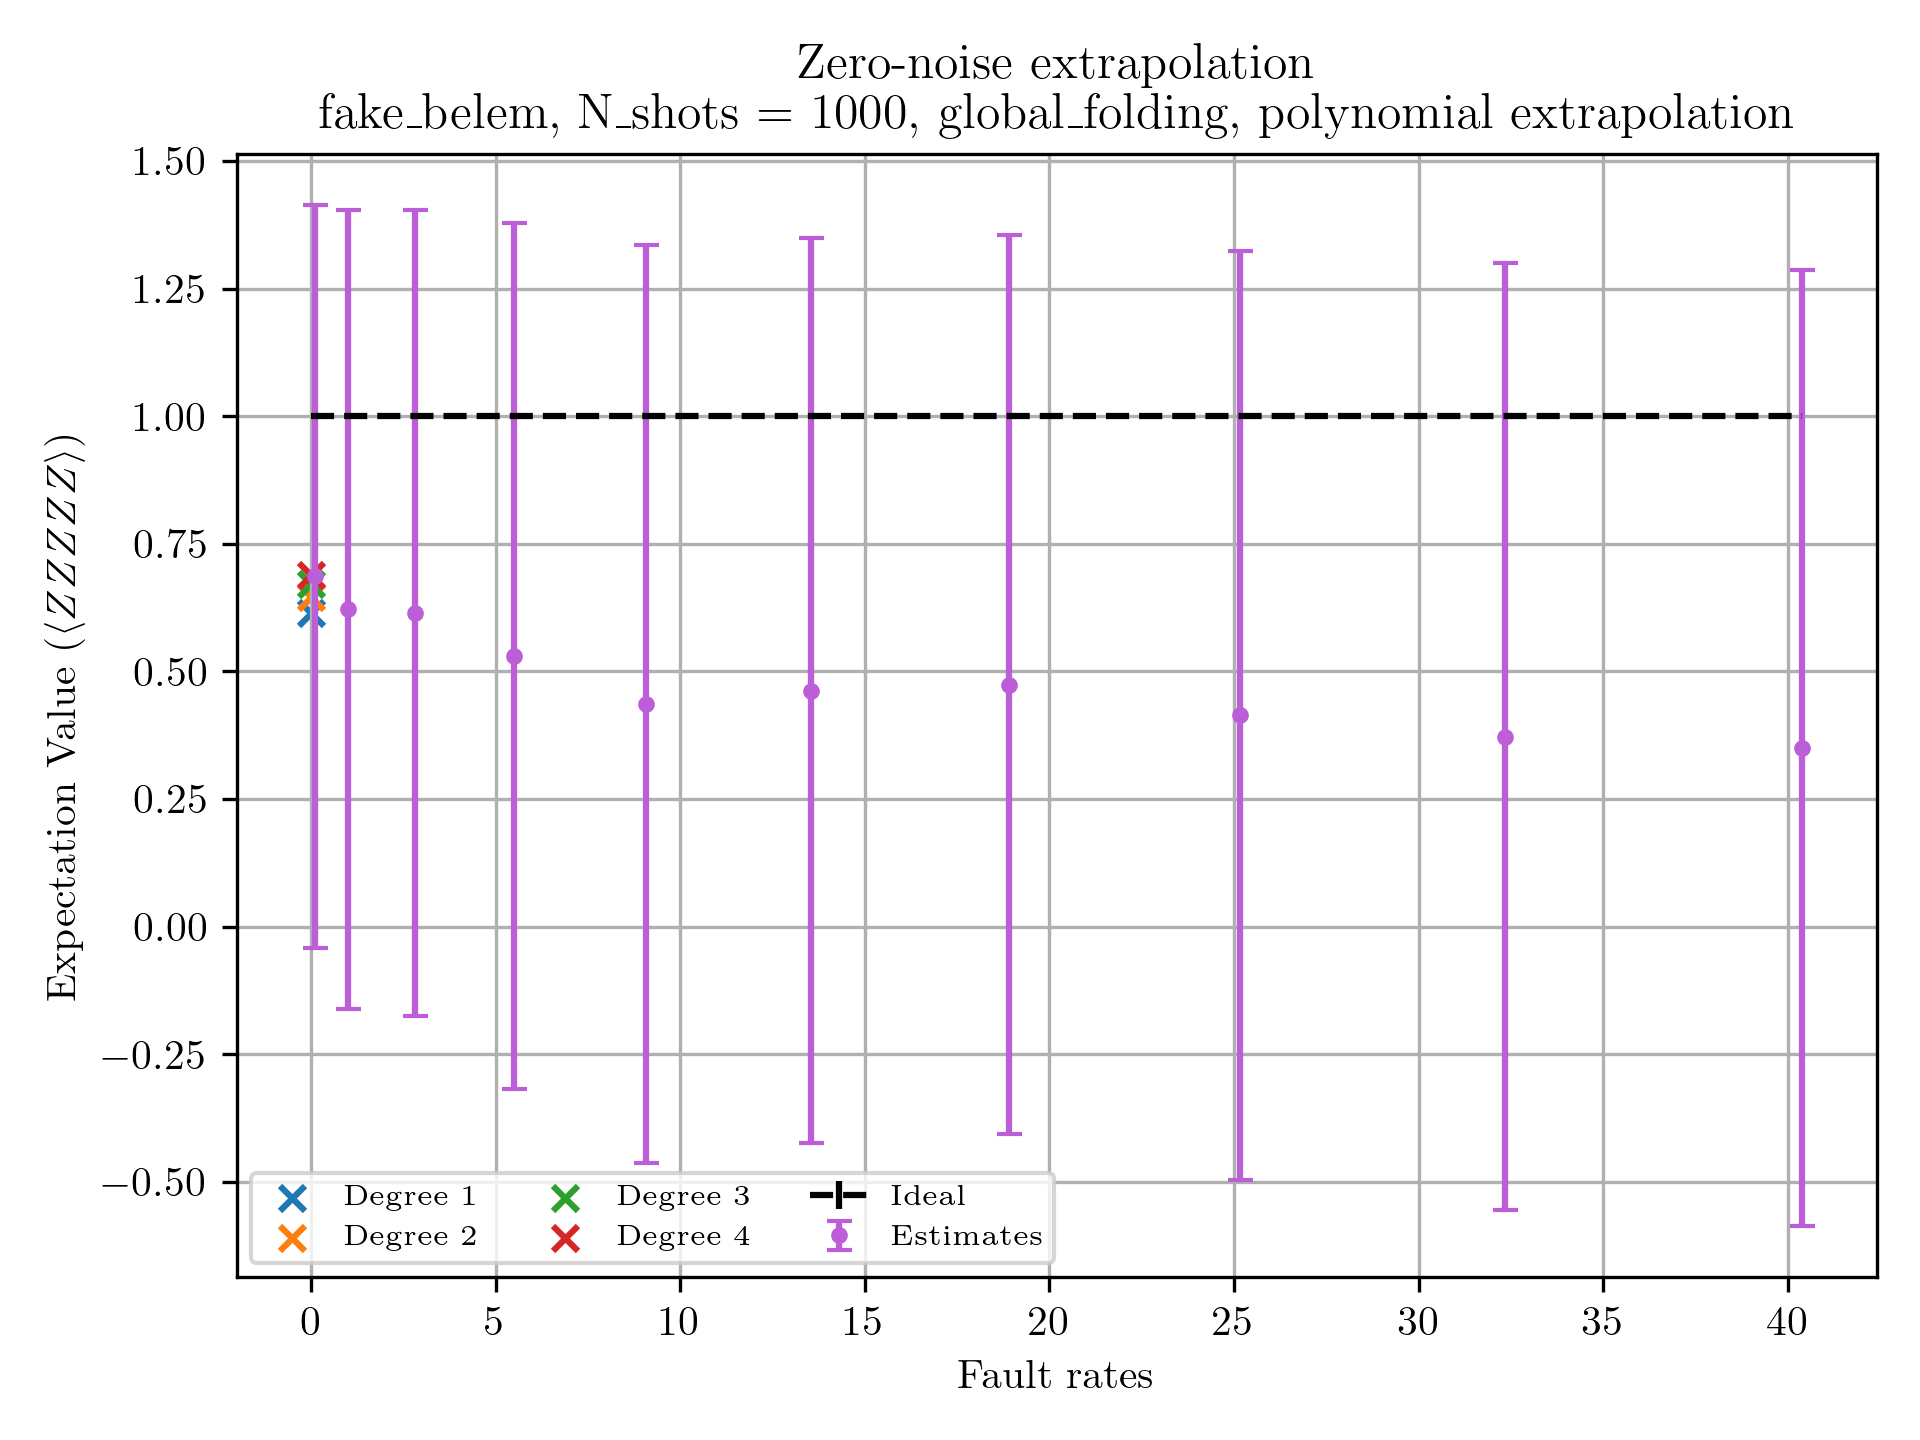 Zero-noise extrapolation
fake_belem, N_shots = 1000, global_folding, polynomial extrapolation
Expectation Value (⟨ZZZZZ⟩)
1.50
1.25
1.00
0.75
0.50
0.25
0.00
−0.25
−0.50
Degree 1
Degree 2
Degree 3
Degree 4
Ideal
Estimates
0 5 10 15 20 25 30 35 40
Fault rates